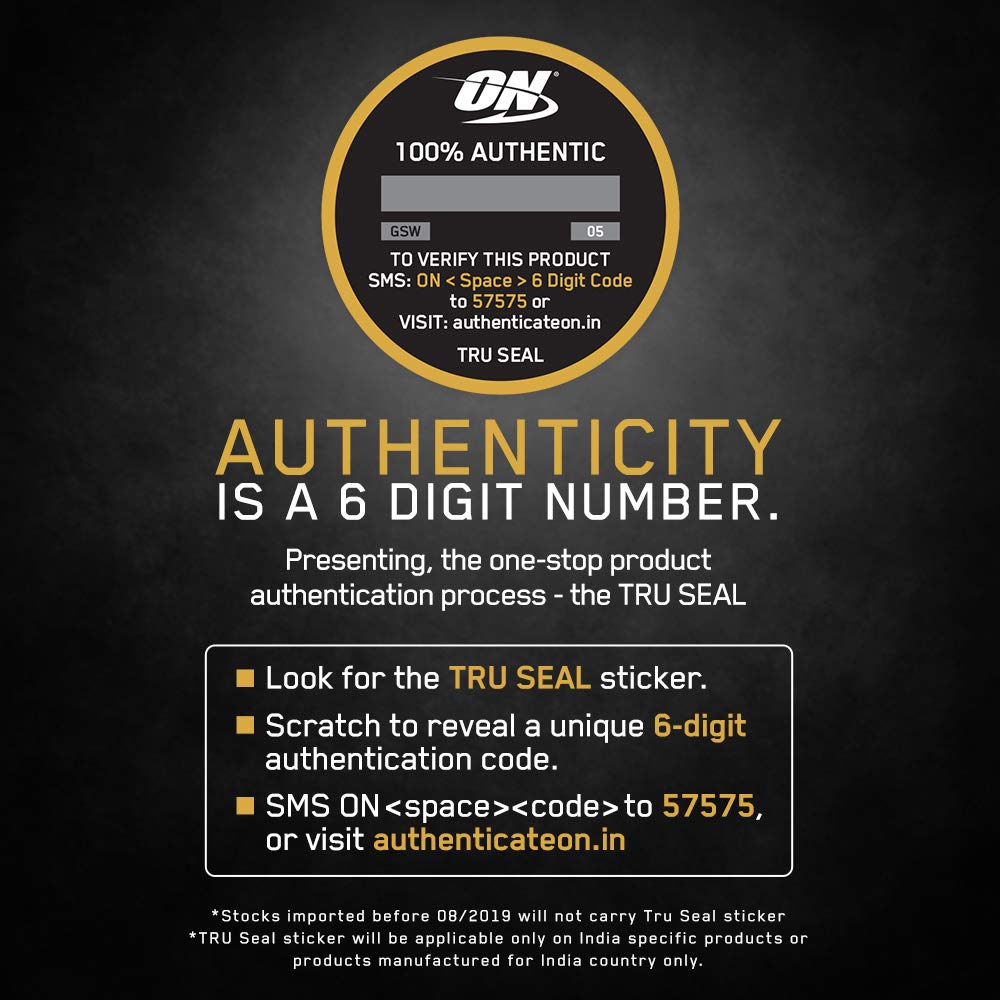 ON®
100% AUTHENTIC
GSW 05
TO VERIFY THIS PRODUCT
SMS: ON < Space > 6 Digit Code
to 57575 or
VISIT: authenticateon.in
TRU SEAL
AUTHENTICITY
IS A 6 DIGIT NUMBER.
Presenting, the one-stop product
authentication process - the TRU SEAL
Look for the TRU SEAL sticker.
Scratch to reveal a unique 6-digit
authentication code.
SMS ON<space><code> to 57575,
or visit authenticateon.in
*Stocks imported before 08/2019 will not carry Tru Seal sticker
*TRU Seal sticker will be applicable only on India specific products or
products manufactured for India country only.